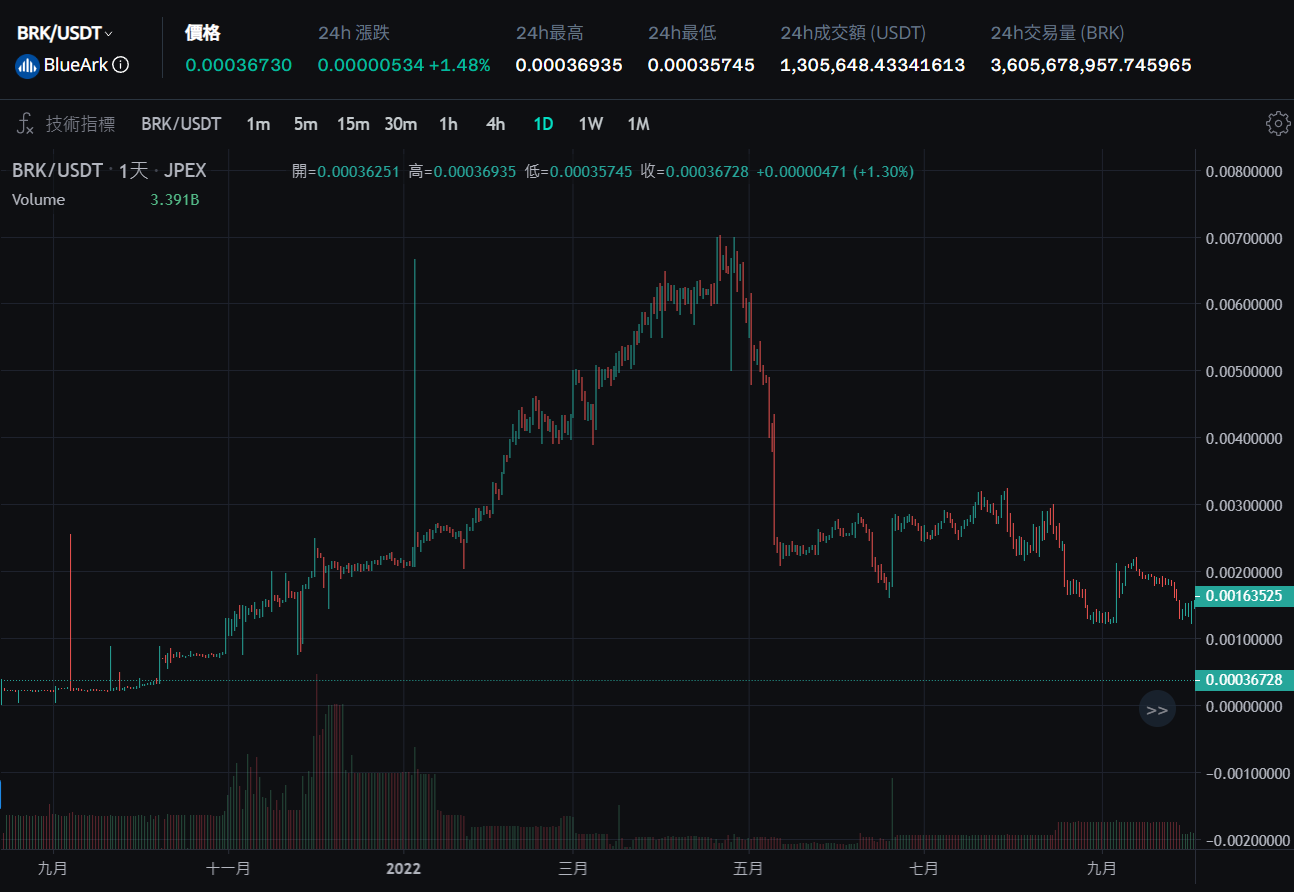 BRK/USDT 價格 24h 漲跌 24h最高 24h最低 24h成交額 (USDT) 24h交易量 (BRK)
BlueArk 0.00036730 0.00000534 +1.48% 0.00036935 0.00035745 1,305,648.43341613 3,605,678,957.745965
fx 技術指標 BRK/USDT 1m 5m 15m 30m 1h 4h 1D 1W 1M
BRK/USDT · 1天 · JPEX 開=0.00036251 高=0.00036935 低=0.00035745 收=0.00036728 +0.00000471 (+1.30%)
Volume 3.391B
0.00800000
0.00700000
0.00600000
0.00500000
0.00400000
0.00300000
0.00200000
0.00163525
0.00100000
0.00036728
0.00000000
>>
−0.00100000
−0.00200000
九月 十一月 2022 三月 五月 七月 九月